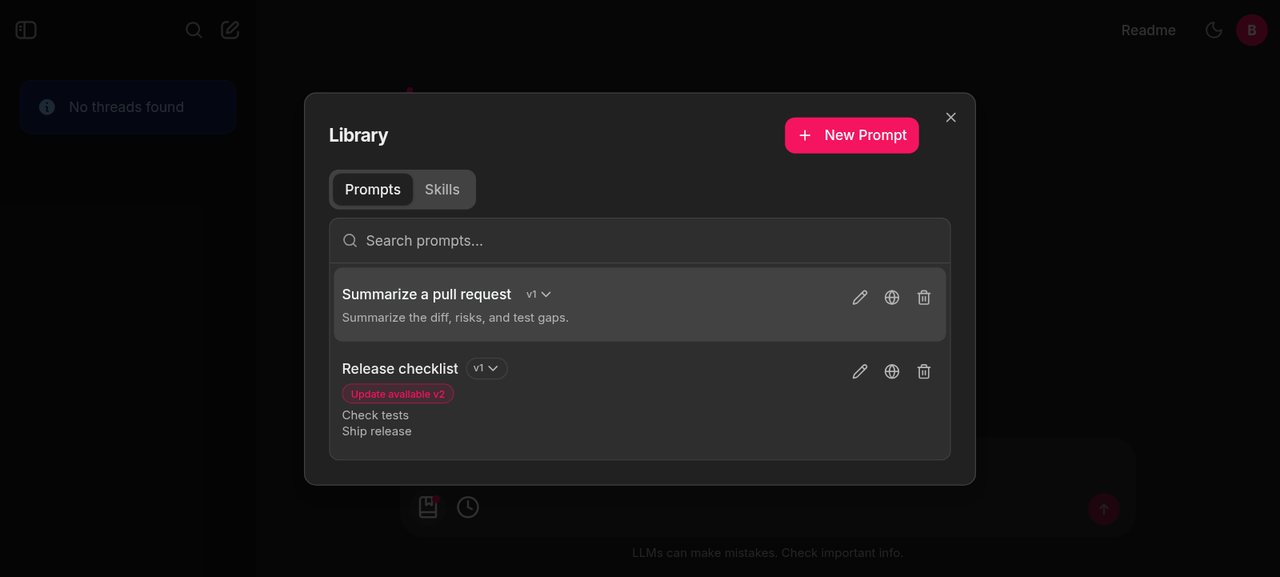 Readme
B
No threads found
Library
New Prompt
Prompts
Skills
Search prompts...
Summarize a pull request
v1
Summarize the diff, risks, and test gaps.
Release checklist
v1
Update available v2
Check tests
Ship release
LLMs can make mistakes. Check important info.